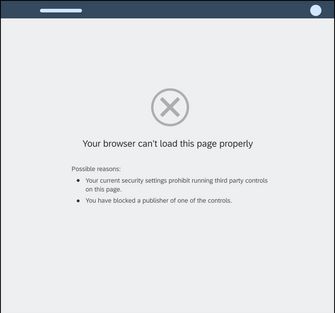 Your browser can't load this page properly
Possible reasons:
Your current security settings prohibit running third party controls
on this page.
You have blocked a publisher of one of the controls.